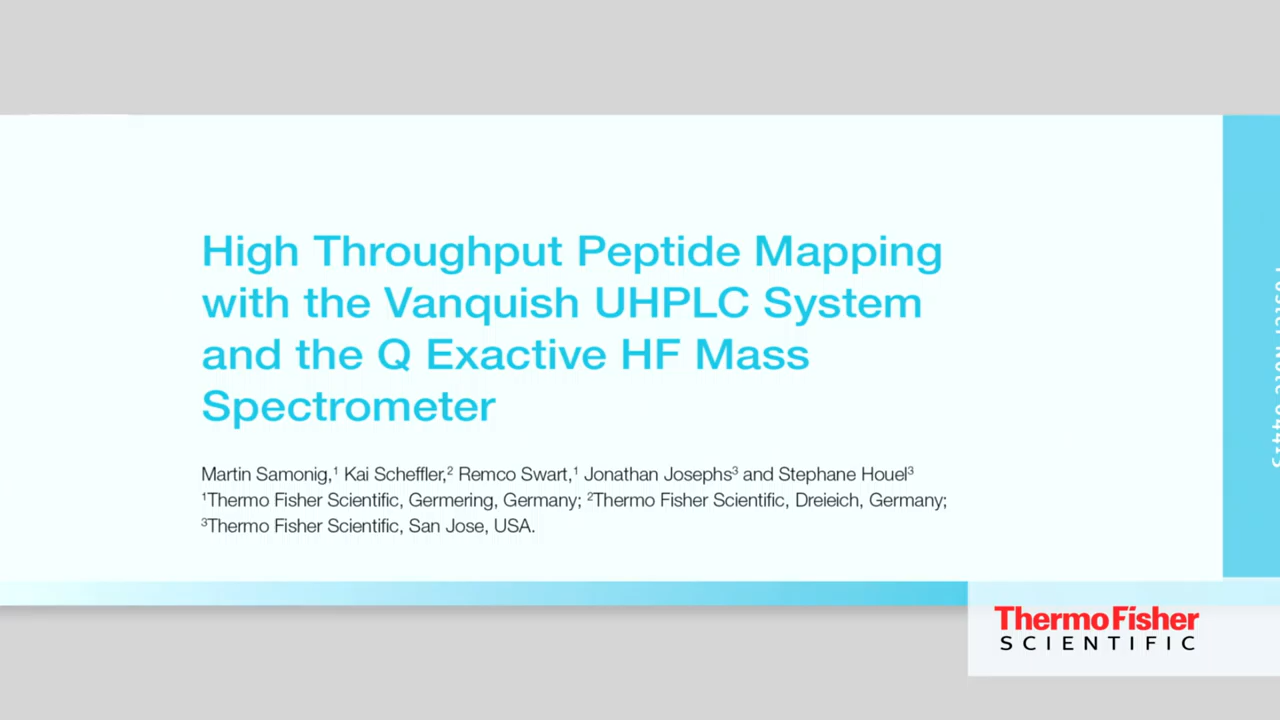 High Throughput Peptide Mapping
with the Vanquish UHPLC System
and the Q Exactive HF Mass
Spectrometer
Martin Samonig,¹ Kai Scheffler,² Remco Swart,¹ Jonathan Josephs³ and Stephane Houel³
¹Thermo Fisher Scientific, Germering, Germany; ²Thermo Fisher Scientific, Dreieich, Germany;
³Thermo Fisher Scientific, San Jose, USA.
ThermoFisher
SCIENTIFIC